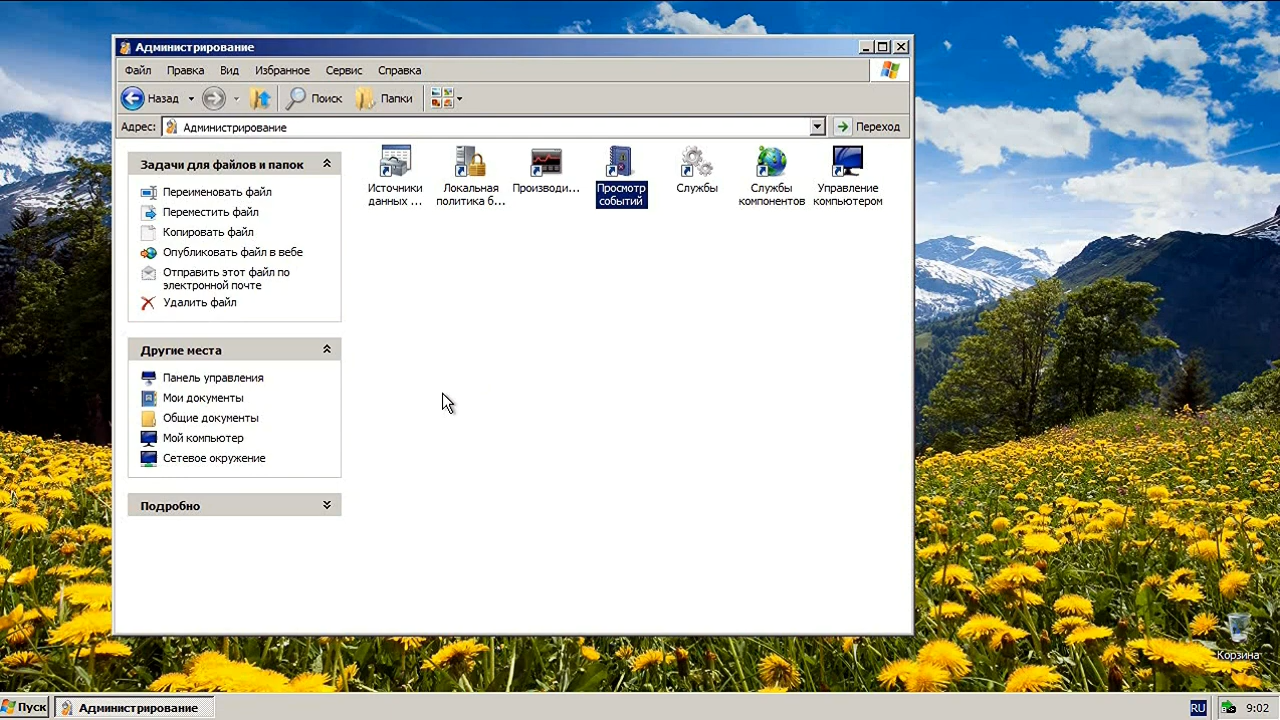 Администрирование
Файл Правка Вид Избранное Сервис Справка
Назад Поиск Папки
Адрес: Администрирование Переход
Задачи для файлов и папок
Переименовать файл
Переместить файл
Копировать файл
Опубликовать файл в вебе
Отправить этот файл по
электронной почте
Удалить файл
Другие места
Панель управления
Мои документы
Общие документы
Мой компьютер
Сетевое окружение
Подробно
Источники
данных ...
Локальная
политика б...
Производи...
Просмотр
событий
Службы
Службы
компонентов
Управление
компьютером
Корзина
Пуск Администрирование RU 9:02